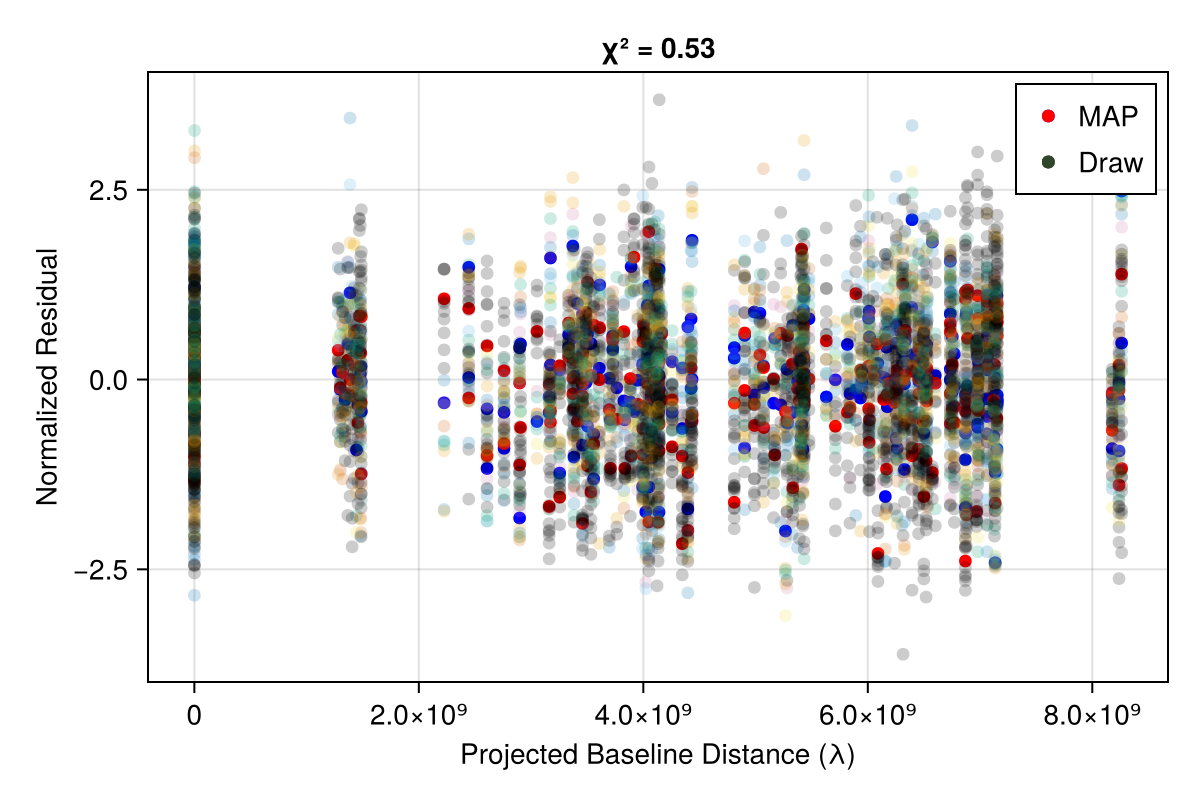 χ² = 0.53
MAP
Draw
Normalized Residual
2.5
0.0
−2.5
0
2.0×10⁹
4.0×10⁹
6.0×10⁹
8.0×10⁹
Projected Baseline Distance (λ)